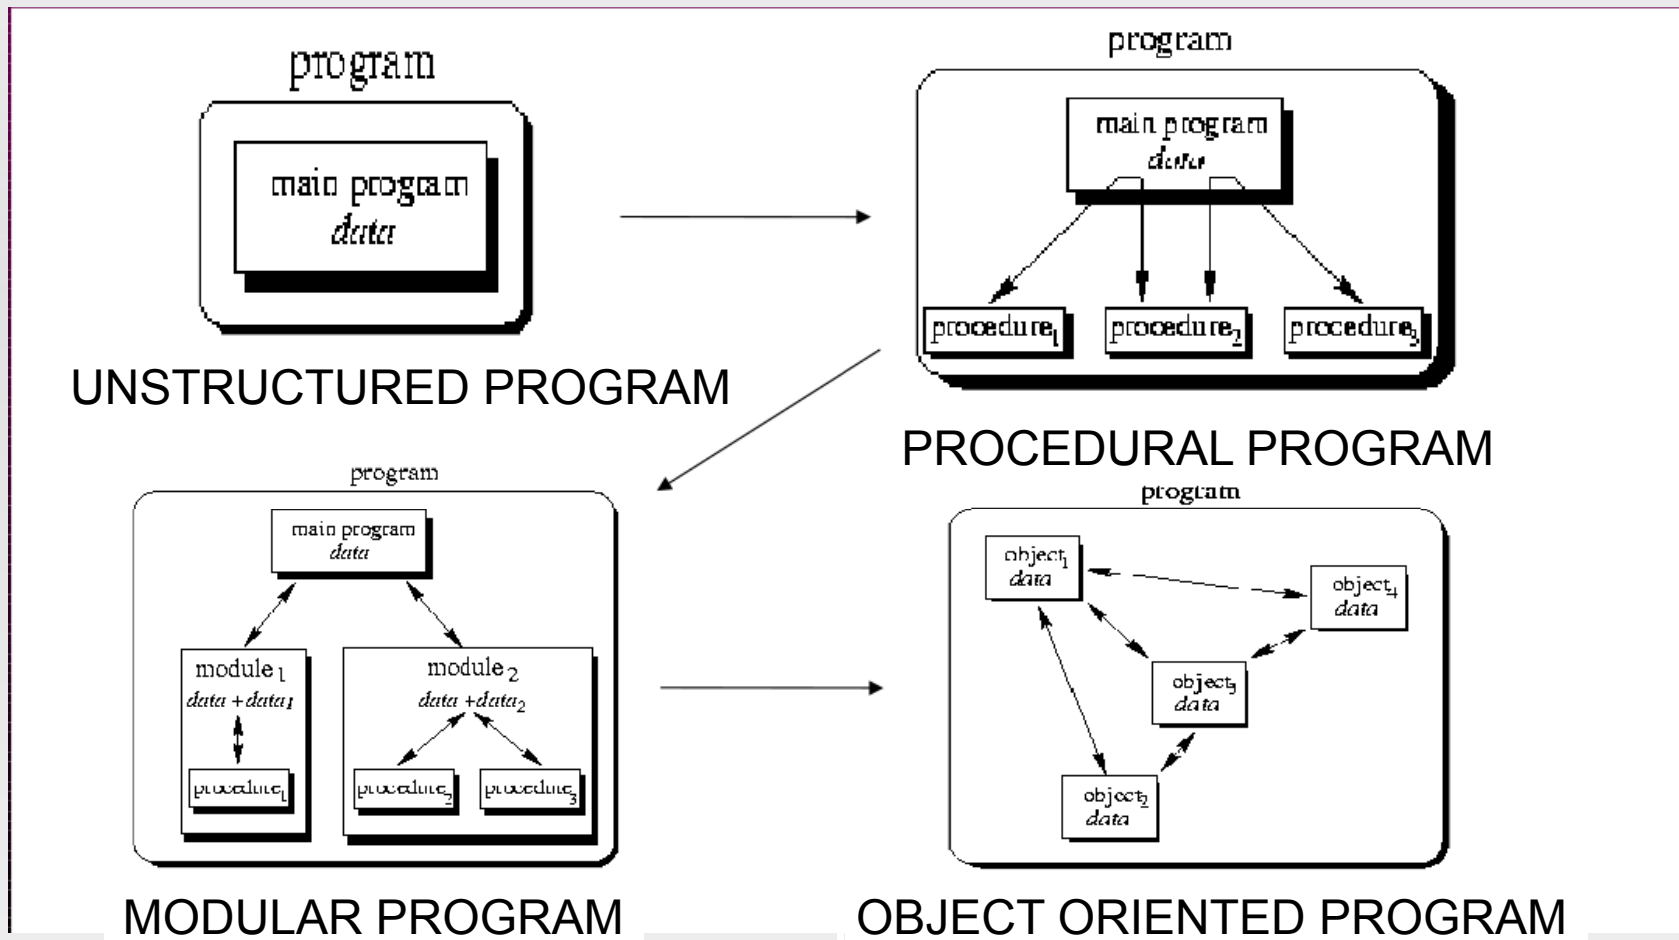 program
main program
data
UNSTRUCTURED PROGRAM
program
main program
data
procedure1 procedure2 procedure3
PROCEDURAL PROGRAM
program
main program
data
module1
data +data1
procedure1
module2
data +data2
procedure2 procedure3
MODULAR PROGRAM
program
object1
data
object4
data
object3
data
object2
data
OBJECT ORIENTED PROGRAM